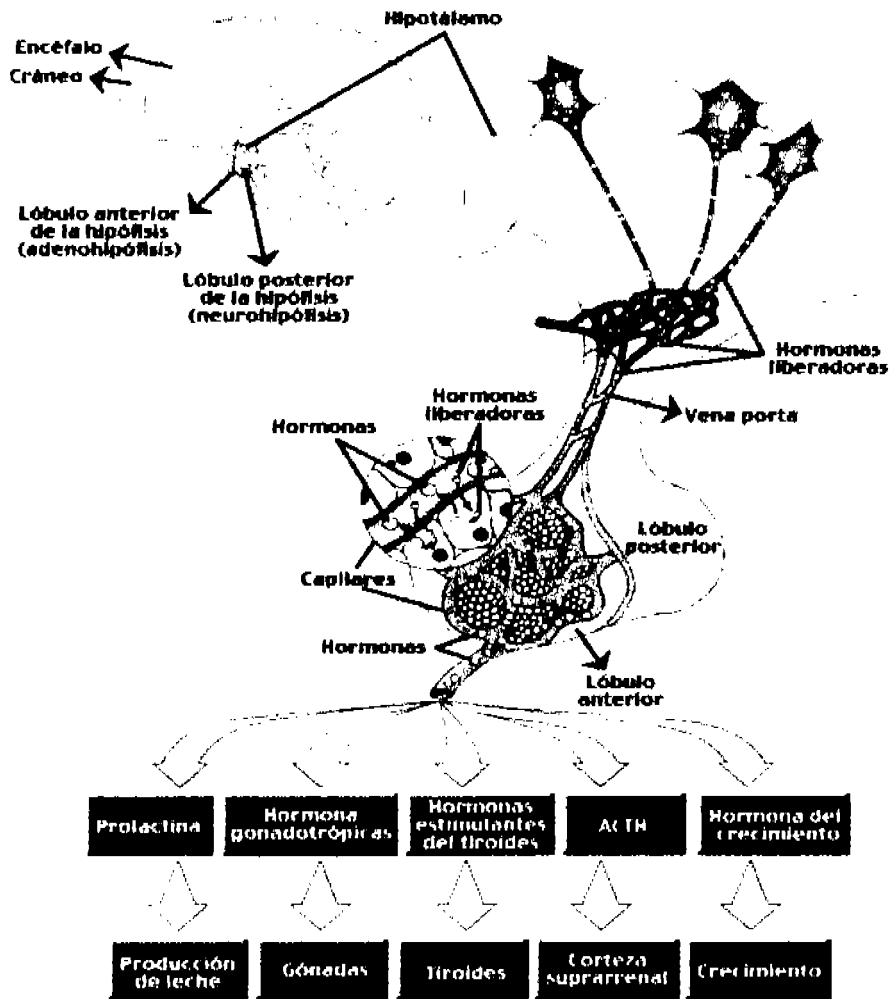 Hipotálamo
Encéfalo
Cráneo
Lóbulo anterior
de la hipófisis
(adenohipófisis)
Lóbulo posterior
de la hipófisis
(neurohipófisis)
Hormonas
liberadoras
Vena porta
Hormonas
liberadoras
Hormonas
Lóbulo
posterior
Capilares
Hormonas
Lóbulo
anterior
Prolactina
Hormona
gonadotrópicas
Hormonas
estimulantes
del tiroides
ACTH
Hormona del
crecimiento
Producción
de leche
Gónadas
Tiroides
Corteza
suprarrenal
Crecimiento